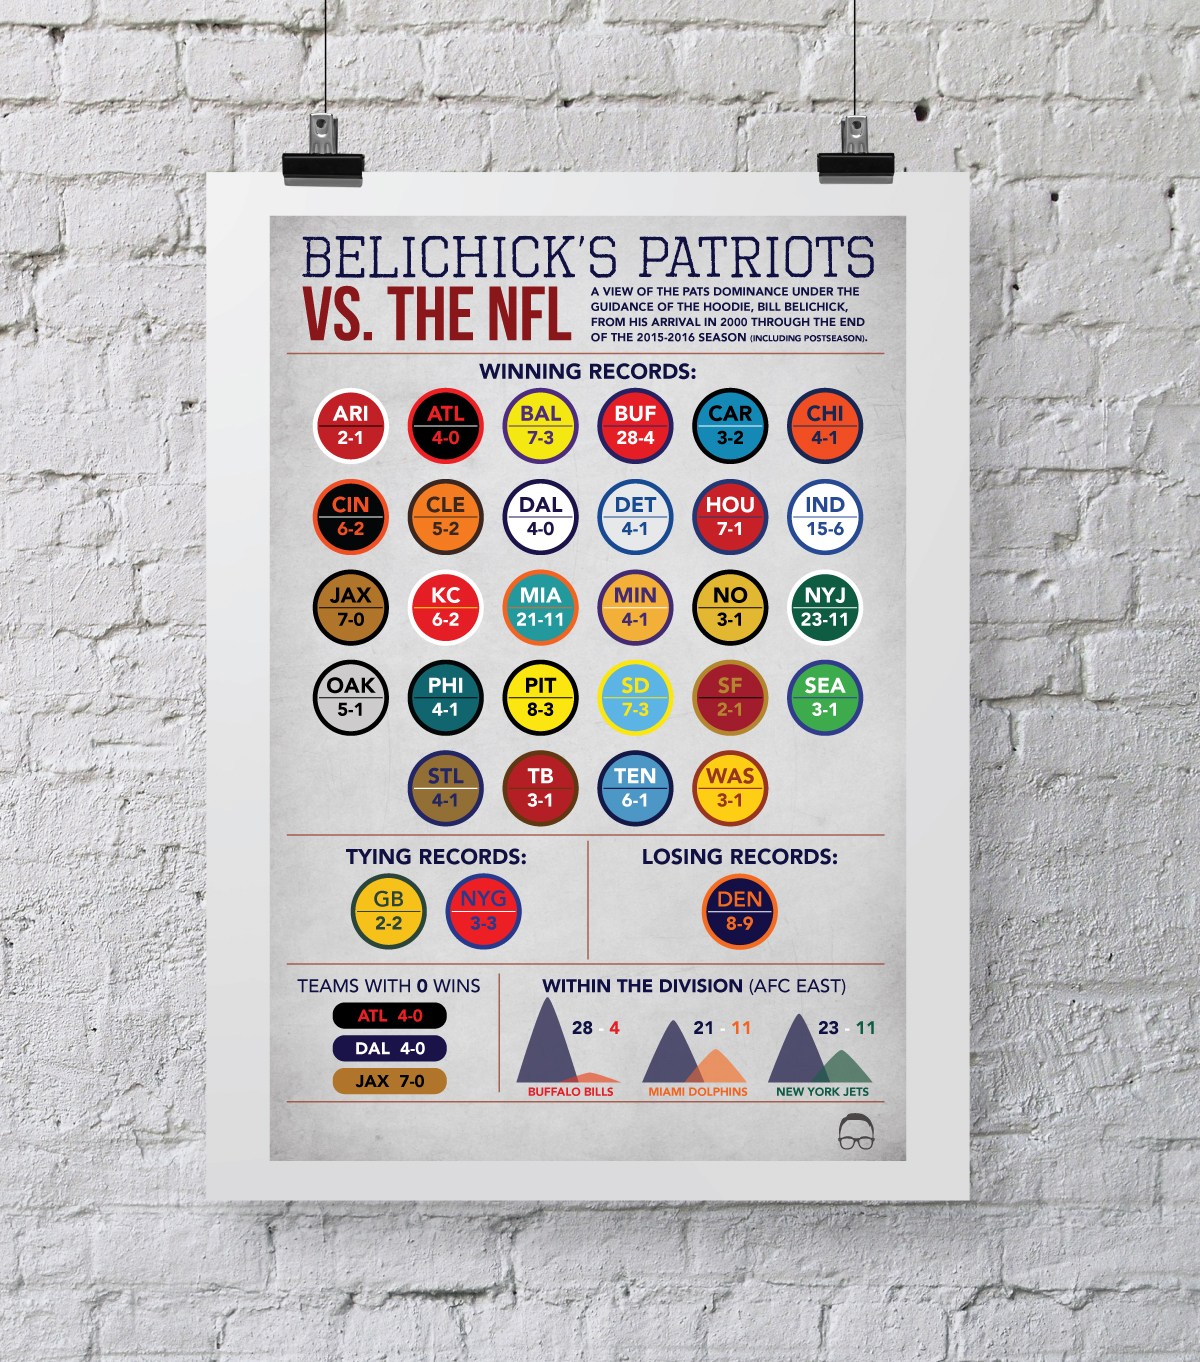 BELICHICK'S PATRIOTS
VS. THE NFL
A VIEW OF THE PATS DOMINANCE UNDER THE
GUIDANCE OF THE HOODIE, BILL BELICHICK,
FROM HIS ARRIVAL IN 2000 THROUGH THE END
OF THE 2015-2016 SEASON (INCLUDING POSTSEASON).
WINNING RECORDS:
ARI
2-1
ATL
4-0
BAL
7-3
BUF
28-4
CAR
3-2
CHI
4-1
CIN
6-2
CLE
5-2
DAL
4-0
DET
4-1
HOU
7-1
IND
15-6
JAX
7-0
KC
6-2
MIA
21-11
MIN
4-1
NO
3-1
NYJ
23-11
OAK
5-1
PHI
4-1
PIT
8-3
SD
7-3
SF
2-1
SEA
3-1
STL
4-1
TB
3-1
TEN
6-1
WAS
3-1
TYING RECORDS:
GB
2-2
NYG
3-3
LOSING RECORDS:
DEN
8-9
TEAMS WITH 0 WINS
ATL 4-0
DAL 4-0
JAX 7-0
WITHIN THE DIVISION (AFC EAST)
28 - 4
BUFFALO BILLS
21 - 11
MIAMI DOLPHINS
23 - 11
NEW YORK JETS